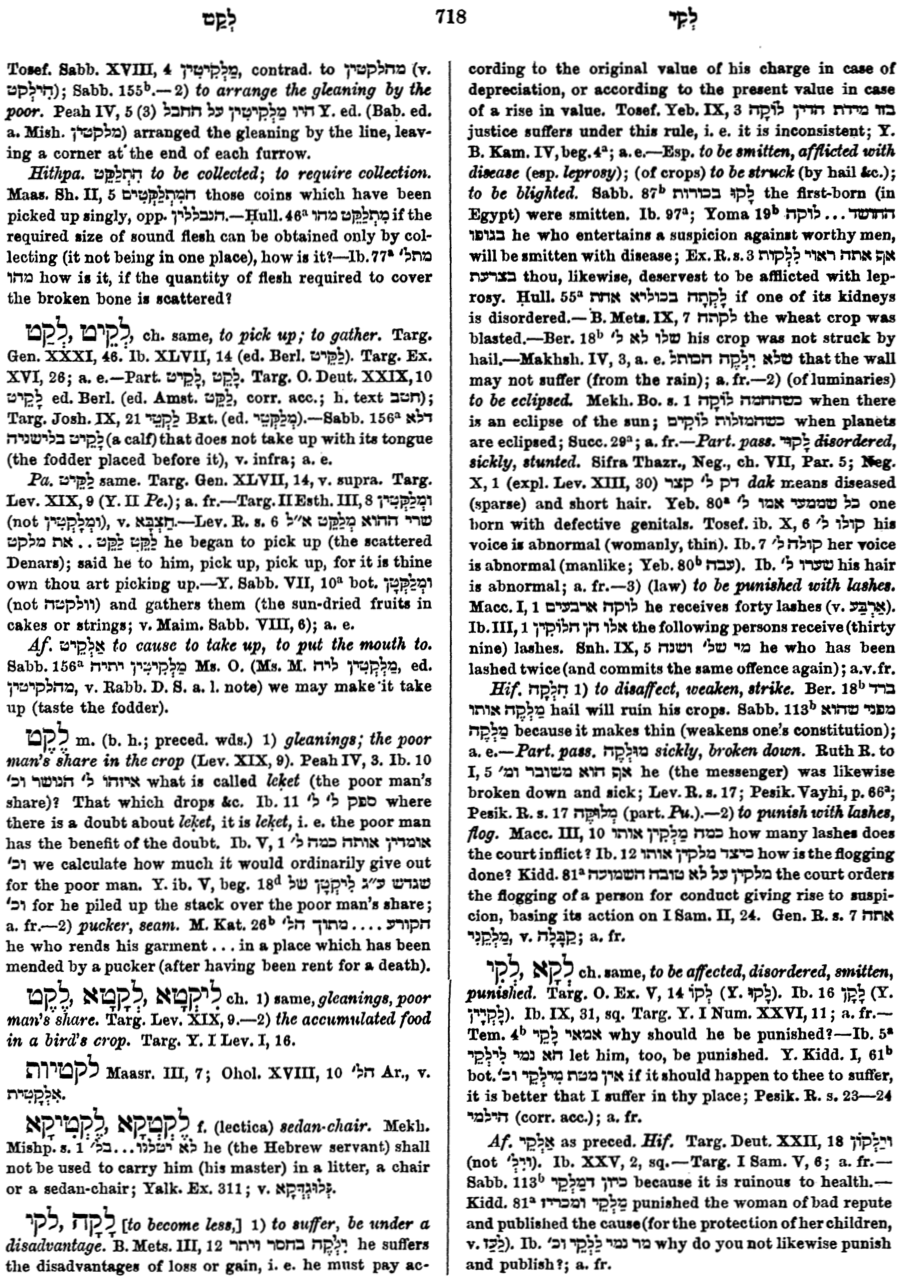 לְקַט 718 לְקִי
Tosef. Sabb. XVIII, 4 מְלַקְּיטִין, contrad. to מהלקטין (v.
הִילְקֵט); Sabb. 155ᵇ.—2) to arrange the gleaning by the
poor. Peah IV, 5 (3) היו מְלַקְּיטִין על החבל Y. ed. (Bab. ed.
a. Mish. מלקטין) arranged the gleaning by the line, leav-
ing a corner at the end of each furrow.
Hithpa. הִתְלַקֵּט to be collected; to require collection.
Maas. Sh. II, 5 הַמִּתְלַקְּטִים those coins which have been
picked up singly, opp. הנבללין.—Ḥull. 46ᵃ מִתְלַקֵּט מהו if the
required size of sound flesh can be obtained only by col-
lecting (it not being in one place), how is it?—Ib. 77ᵃ מתל׳
מהו how is it, if the quantity of flesh required to cover
the broken bone is scattered?
לְקֵיט, לְקַט ch. same, to pick up; to gather. Targ.
Gen. XXXI, 46. Ib. XLVII, 14 (ed. Berl. לַקֵּיט). Targ. Ex.
XVI, 26; a. e.—Part. לָקֵט, לָקֵיט. Targ. O. Deut. XXIX, 10
לָקֵיט ed. Berl. (ed. Amst. לַקֵּט, corr. acc.; h. text חטב);
Targ. Josh. IX, 21 לָקְטֵי Bxt. (ed. מְלַקְּטֵי).—Sabb. 156ᵃ דלא
לָקֵיט בלישניה (a calf) that does not take up with its tongue
(the fodder placed before it), v. infra; a. e.
Pa. לַקֵּיט same. Targ. Gen. XLVII, 14, v. supra. Targ.
Lev. XIX, 9 (Y. II Pe.); a. fr.—Targ. II Esth. III, 8 וּמְלַקְּטִין
(not וּמְלָקְטִין), v. חַצְבָּא.—Lev. R. s. 6 שרי ההוא מְלַקֵּט א״ל
לַקֵּט לַקֵּט .. את מלקט he began to pick up (the scattered
Denars); said he to him, pick up, pick up, for it is thine
own thou art picking up.—Y. Sabb. VII, 10ᵃ bot. וּמְלַקְּטָן
(not וולקטה) and gathers them (the sun-dried fruits in
cakes or strings; v. Maim. Sabb. VIII, 6); a. e.
Af. אַלְקֵיט to cause to take up, to put the mouth to.
Sabb. 156ᵃ מַלְקִיטִין יתיה Ms. O. (Ms. M. מַלְקְטִין ליה, ed.
מהלקיטין, v. Rabb. D. S. a. l. note) we may make it take
up (taste the fodder).
לֶקֶט m. (b. h.; preced. wds.) 1) gleanings; the poor
man's share in the crop (Lev. XIX, 9). Peah IV, 3. Ib. 10
איזהו ל׳ הנושר וכ׳ what is called leḳet (the poor man's
share)? That which drops &c. Ib. 11 ספק ל׳ ל׳ where
there is a doubt about leḳet, it is leḳet, i. e. the poor man
has the benefit of the doubt. Ib. V, 1 אומדין אותה כמה ל׳
וכ׳ we calculate how much it would ordinarily give out
for the poor man. Y. ib. V, beg. 18ᵈ שגדש ע״ג לִיקְטָן של
וכ׳ for he piled up the stack over the poor man's share;
a. fr.—2) pucker, seam. M. Kat. 26ᵇ הקורע .... מתוך הל׳
he who rends his garment ... in a place which has been
mended by a pucker (after having been rent for a death).
לִיקְטָא, לְקָטָא, לֶקֶט ch. 1) same, gleanings, poor
man's share. Targ. Lev. XIX, 9.—2) the accumulated food
in a bird's crop. Targ. Y. I Lev. I, 16.
לקטיות Maasr. III, 7; Ohol. XVIII, 10 הל׳ Ar., v.
אִלְקְטִית.
לֶקְטְקָא, לֶקְטִיקָא f. (lectica) sedan-chair. Mekh.
Mishp. s. 1 לא יטלנו...בל׳ he (the Hebrew servant) shall
not be used to carry him (his master) in a litter, a chair
or a sedan-chair; Yalk. Ex. 311; v. גְּלוּגְדְּקָא.
לָקָה, לקי [to become less,] 1) to suffer, be under a
disadvantage. B. Mets. III, 12 יִלְקֶה בחסר ויתר he suffers
the disadvantages of loss or gain, i. e. he must pay ac-
cording to the original value of his charge in case of
depreciation, or according to the present value in case
of a rise in value. Tosef. Yeb. IX, 3 בזו מידת הדין לוֹקָה
justice suffers under this rule, i. e. it is inconsistent; Y.
B. Kam. IV, beg. 4ᵃ; a. e.—Esp. to be smitten, afflicted with
disease (esp. leprosy); (of crops) to be struck (by hail &c.);
to be blighted. Sabb. 87ᵇ לָקוּ בכורות the first-born (in
Egypt) were smitten. Ib. 97ᵃ; Yoma 19ᵇ החושד ... לוקה
בגופו he who entertains a suspicion against worthy men,
will be smitten with disease; Ex. R. s. 3 אף אתה ראוי לִלְקוֹת
בצרעת thou, likewise, deservest to be afflicted with lep-
rosy. Ḥull. 55ᵃ לָקְתָה בכוליא אחת if one of its kidneys
is disordered.—B. Mets. IX, 7 לקתה the wheat crop was
blasted.—Ber. 18ᵇ שלו לא ל׳ his crop was not struck by
hail.—Makhsh. IV, 3, a. e. שלא יִלְקֶה הכותל that the wall
may not suffer (from the rain); a. fr.—2) (of luminaries)
to be eclipsed. Mekh. Bo. s. 1 כשהחמה לוֹקָה when there
is an eclipse of the sun; כשהמזלות לוֹקִים when planets
are eclipsed; Succ. 29ᵃ; a. fr.—Part. pass. לָקוּי disordered,
sickly, stunted. Sifra Thazr., Neg., ch. VII, Par. 5; Neg.
X, 1 (expl. Lev. XIII, 30) דק ל׳ קצר dak means diseased
(sparse) and short hair. Yeb. 80ᵃ כל שממעי אמו ל׳ one
born with defective genitals. Tosef. ib. X, 6 קולו ל׳ his
voice is abnormal (womanly, thin). Ib. 7 קולה ל׳ her voice
is abnormal (manlike; Yeb. 80ᵇ עבה). Ib. שערו ל׳ his hair
is abnormal; a. fr.—3) (law) to be punished with lashes.
Macc. I, 1 לוקה ארבעים he receives forty lashes (v. אַרְבַּע).
Ib. III, 1 אלו הן הלוֹקִין the following persons receive (thirty
nine) lashes. Snh. IX, 5 מי של׳ ושנה he who has been
lashed twice (and commits the same offence again); a. v. fr.
Hif. הִלְקָה 1) to disaffect, weaken, strike. Ber. 18ᵇ ברד
מַלְקֶה אותו hail will ruin his crops. Sabb. 113ᵇ מפני שהוא
מַלְקֶה because it makes thin (weakens one's constitution);
a. e.—Part. pass. מוּלְקֶה sickly, broken down. Ruth R. to
I, 5 אף הוא משובר ומ׳ he (the messenger) was likewise
broken down and sick; Lev. R. s. 17; Pesik. Vayhi, p. 66ᵃ;
Pesik. R. s. 17 מְלוּקֶּה (part. Pu.).—2) to punish with lashes,
flog. Macc. III, 10 כמה מַלְקִין אותו how many lashes does
the court inflict? Ib. 12 כיצד מלקין אותו how is the flogging
done? Kidd. 81ᵃ מלקין על לא טובה השמועה the court orders
the flogging of a person for conduct giving rise to suspi-
cion, basing its action on I Sam. II, 24. Gen. R. s. 7 אתה
מַלְקֵנִי, v. קַבָּלָה; a. fr.
לְקָא, לְקִי ch. same, to be affected, disordered, smitten,
punished. Targ. O. Ex. V, 14 לְקוֹ (Y. לְקוּ). Ib. 16 לָקַן (Y.
לָקְיָין). Ib. IX, 31, sq. Targ. Y. I Num. XXVI, 11; a. fr.—
Tem. 4ᵇ אמאי לָקֵי why should he be punished?—Ib. 5ᵃ
הא נמי לִילְקֵי let him, too, be punished. Y. Kidd. I, 61ᵇ
bot. אין מטת מִילְקֵי וכ׳ if it should happen to thee to suffer,
it is better that I suffer in thy place; Pesik. R. s. 23—24
הילמי (corr. acc.); a. fr.
Af. אַלְקֵי as preced. Hif. Targ. Deut. XXII, 18 וְיַלְקוּן
(not וְיִלְ׳). Ib. XXV, 2, sq.—Targ. I Sam. V, 6; a. fr.—
Sabb. 113ᵇ כיון דמַלְקֵי because it is ruinous to health.—
Kidd. 81ᵃ מַלְקֵי ומכריז punished the woman of bad repute
and published the cause (for the protection of her children,
v. לַעַז). Ib. מר נמי לַלְקֵי וכ׳ why do you not likewise punish
and publish?; a. fr.